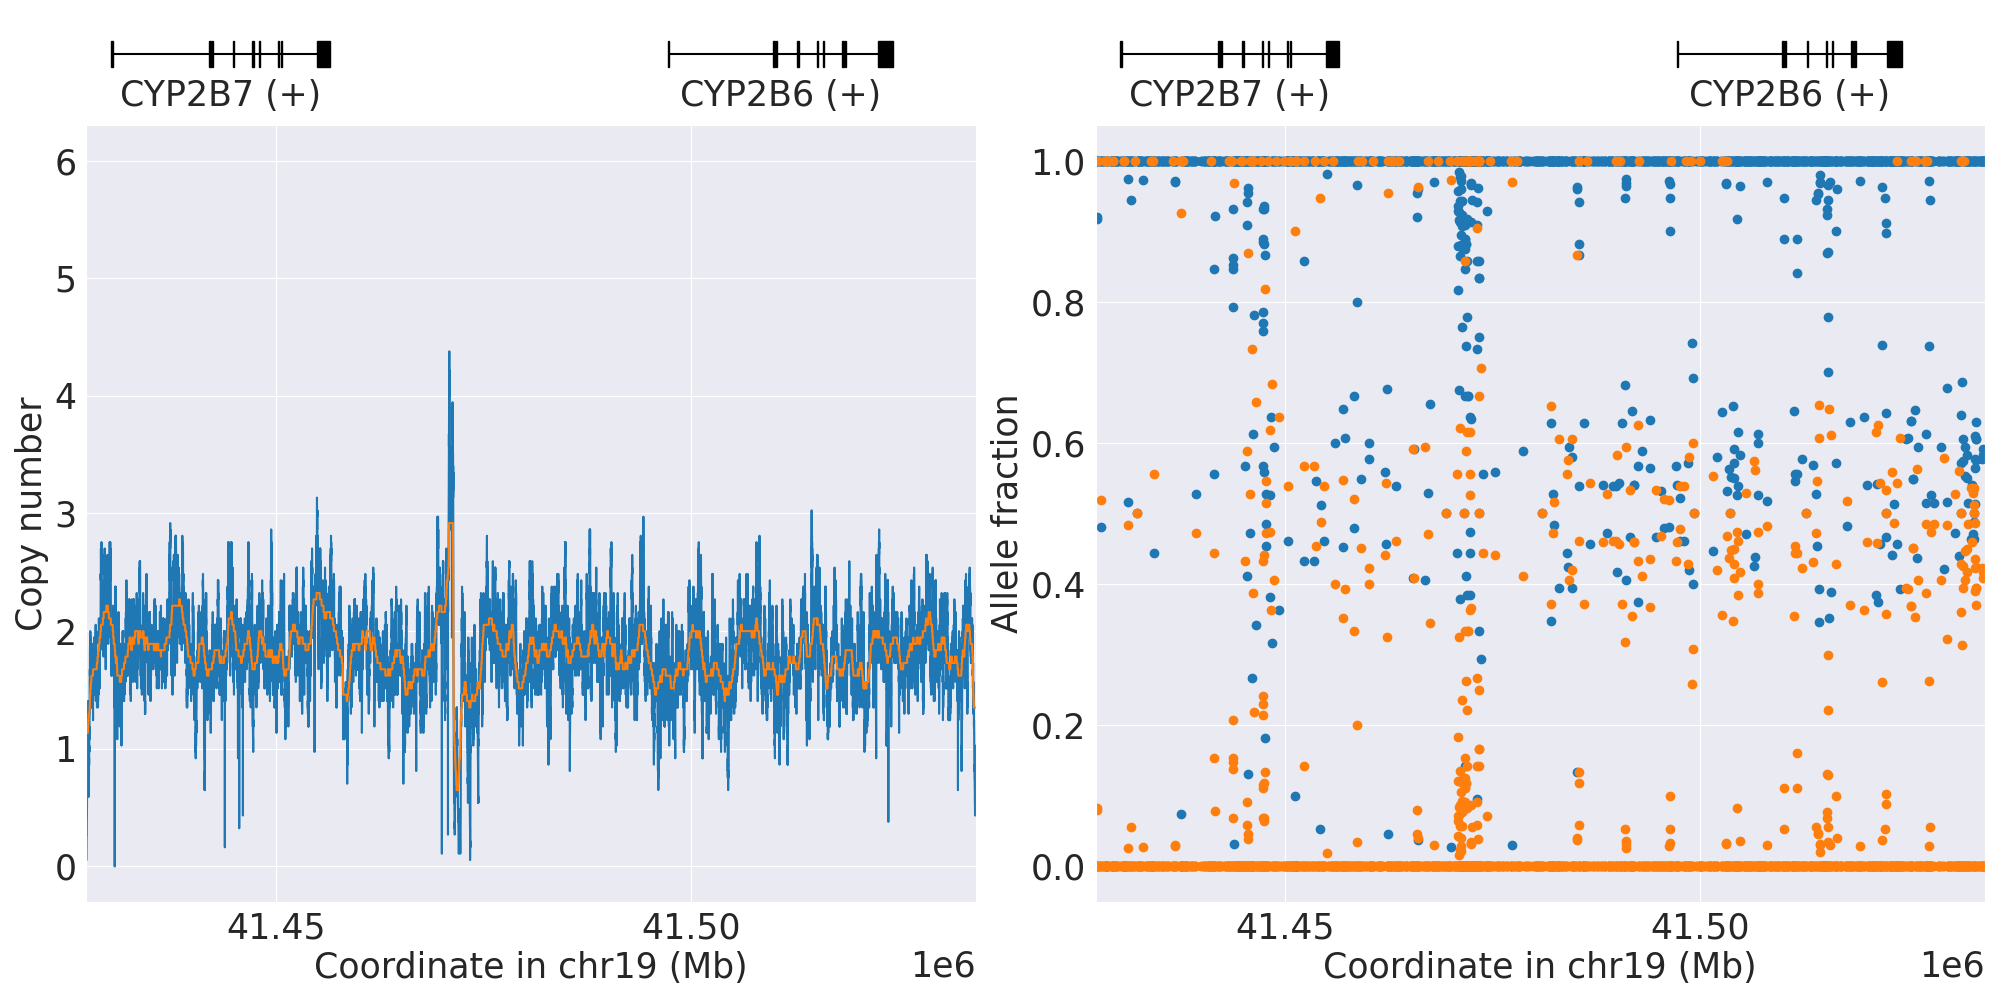 CYP2B7 (+)
CYP2B6 (+)
6
5
4
3
2
1
0
Copy number
41.45
41.50
Coordinate in chr19 (Mb)
1e6
CYP2B7 (+)
CYP2B6 (+)
1.0
0.8
0.6
0.4
0.2
0.0
Allele fraction
41.45
41.50
Coordinate in chr19 (Mb)
1e6